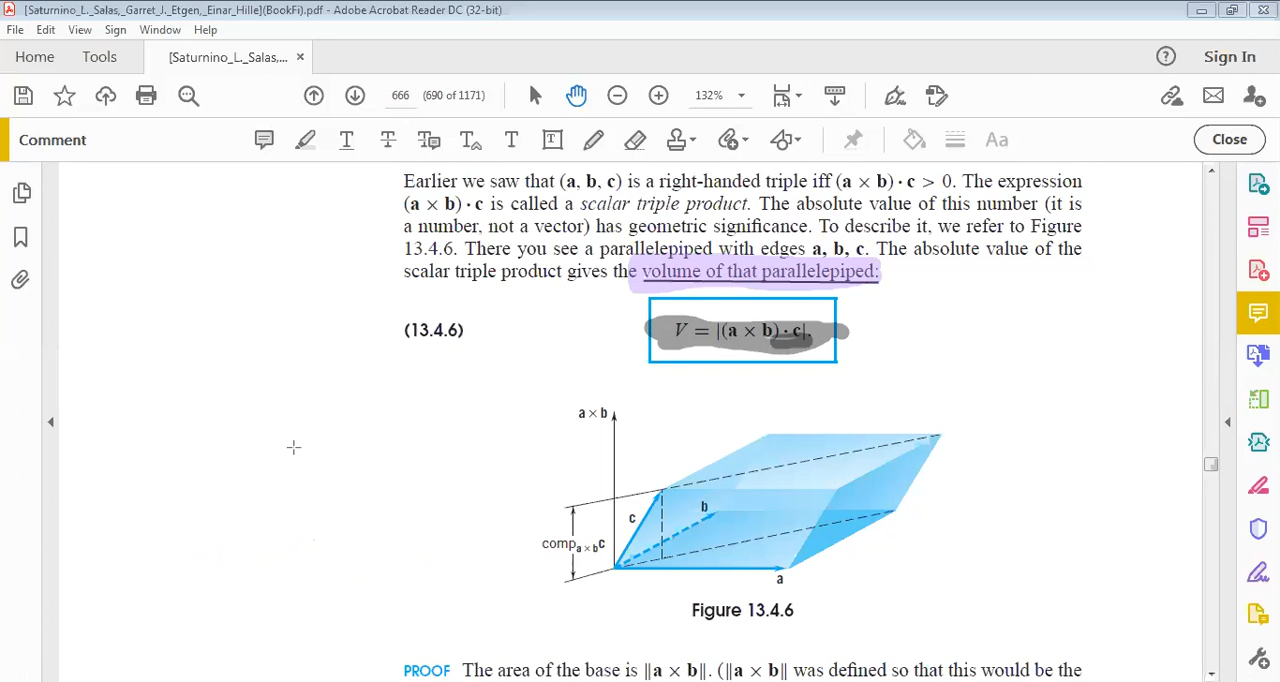 [Saturnino_L._Salas,_Garret_J._Etgen,_Einar_Hille](BookFi).pdf - Adobe Acrobat Reader DC (32-bit)
File Edit View Sign Window Help
Home Tools [Saturnino_L._Salas,... × Sign In
666 (690 of 1171) 132%
Comment Aa Close
Earlier we saw that (a, b, c) is a right-handed triple iff (a × b) · c > 0. The expression
(a × b) · c is called a scalar triple product. The absolute value of this number (it is
a number, not a vector) has geometric significance. To describe it, we refer to Figure
13.4.6. There you see a parallelepiped with edges a, b, c. The absolute value of the
scalar triple product gives the volume of that parallelepiped:
(13.4.6) V = |(a × b) · c|.
a × b
b
c
comp a × b c
a
Figure 13.4.6
PROOF The area of the base is ‖a × b‖. (‖a × b‖ was defined so that this would be the